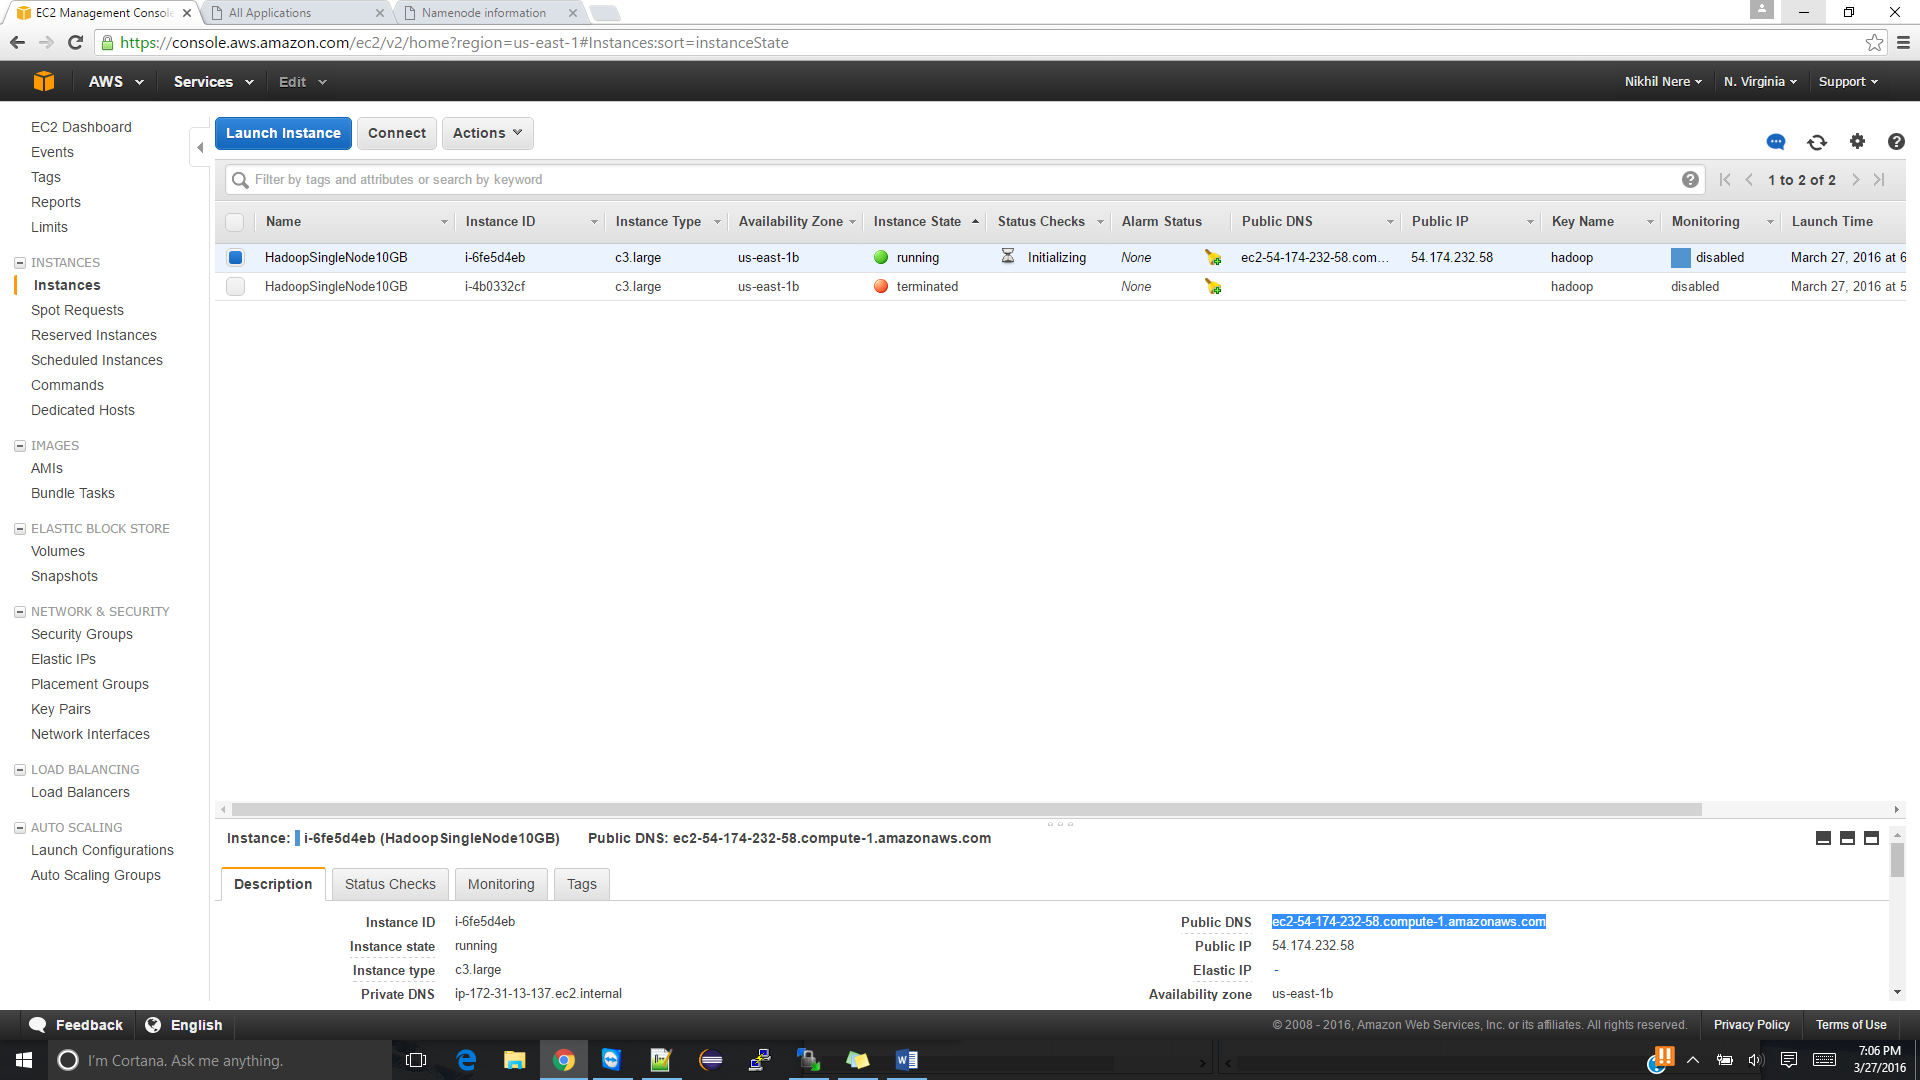 EC2 Management Console
All Applications
Namenode information
https://console.aws.amazon.com/ec2/v2/home?region=us-east-1#Instances:sort=instanceState
AWS Services Edit Nikhil Nere N. Virginia Support
EC2 Dashboard
Events
Tags
Reports
Limits
INSTANCES
Instances
Spot Requests
Reserved Instances
Scheduled Instances
Commands
Dedicated Hosts
IMAGES
AMIs
Bundle Tasks
ELASTIC BLOCK STORE
Volumes
Snapshots
NETWORK & SECURITY
Security Groups
Elastic IPs
Placement Groups
Key Pairs
Network Interfaces
LOAD BALANCING
Load Balancers
AUTO SCALING
Launch Configurations
Auto Scaling Groups
Launch Instance Connect Actions
Filter by tags and attributes or search by keyword
1 to 2 of 2
Name Instance ID Instance Type Availability Zone Instance State Status Checks Alarm Status Public DNS Public IP Key Name Monitoring Launch Time
HadoopSingleNode10GB i-6fe5d4eb c3.large us-east-1b running Initializing None ec2-54-174-232-58.com... 54.174.232.58 hadoop disabled March 27, 2016 at 6
HadoopSingleNode10GB i-4b0332cf c3.large us-east-1b terminated None hadoop disabled March 27, 2016 at 5
Instance: i-6fe5d4eb (HadoopSingleNode10GB) Public DNS: ec2-54-174-232-58.compute-1.amazonaws.com
Description Status Checks Monitoring Tags
Instance ID i-6fe5d4eb Public DNS ec2-54-174-232-58.compute-1.amazonaws.com
Instance state running Public IP 54.174.232.58
Instance type c3.large Elastic IP -
Private DNS ip-172-31-13-137.ec2.internal Availability zone us-east-1b
Feedback English © 2008 - 2016, Amazon Web Services, Inc. or its affiliates. All rights reserved. Privacy Policy Terms of Use
I'm Cortana. Ask me anything.
7:06 PM
3/27/2016